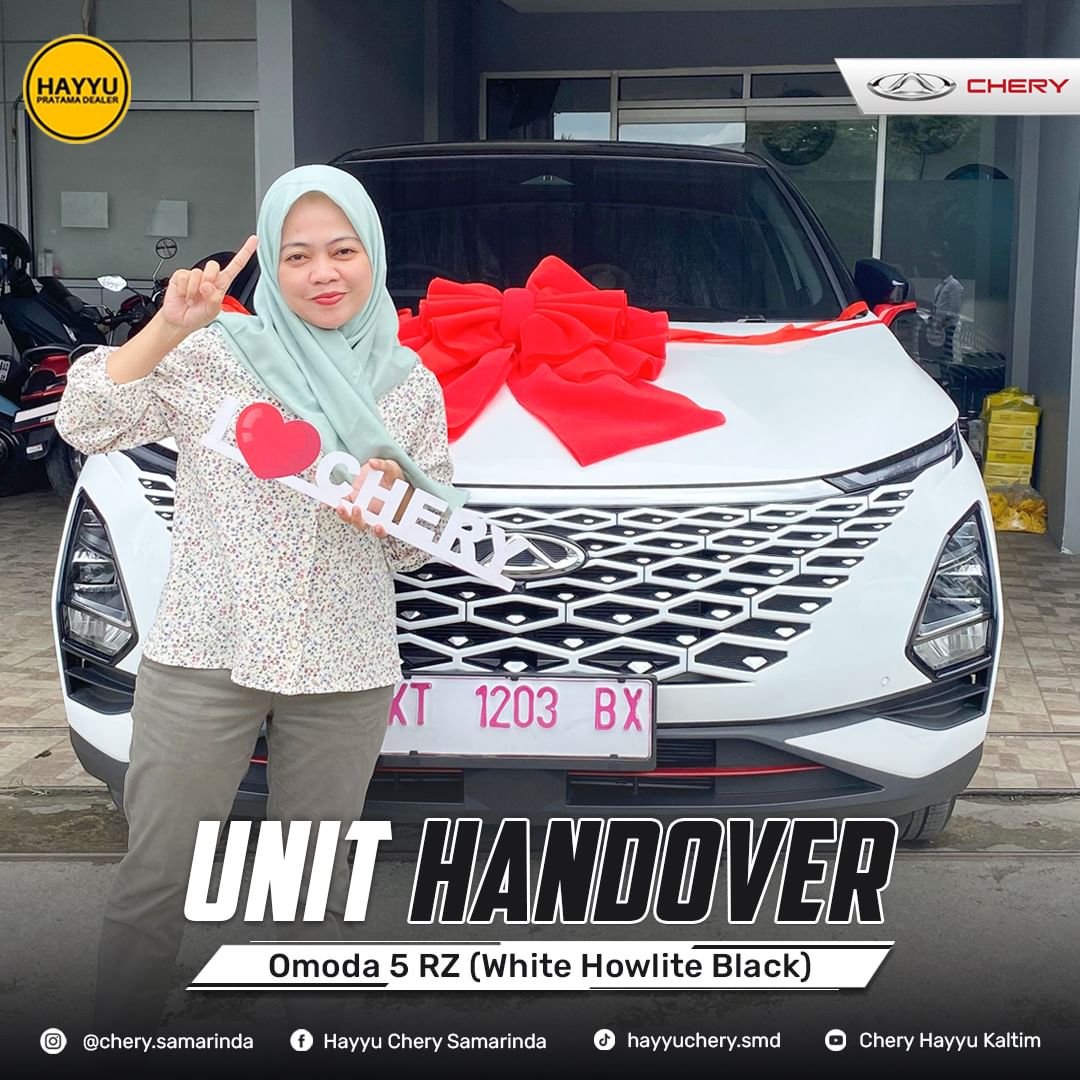 HAYYU
PRATAMA DEALER
CHERY
L
CHERY
KT 1203 BX
UNIT HANDOVER
Omoda 5 RZ (White Howlite Black)
@chery.samarinda
Hayyu Chery Samarinda
hayyuchery.smd
Chery Hayyu Kaltim